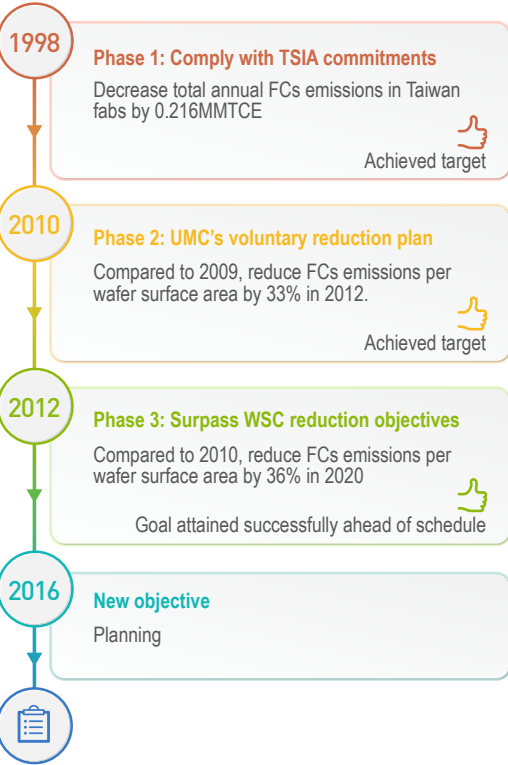 1998
Phase 1: Comply with TSIA commitments
Decrease total annual FCs emissions in Taiwan
fabs by 0.216MMTCE
Achieved target
2010
Phase 2: UMC's voluntary reduction plan
Compared to 2009, reduce FCs emissions per
wafer surface area by 33% in 2012.
Achieved target
2012
Phase 3: Surpass WSC reduction objectives
Compared to 2010, reduce FCs emissions per
wafer surface area by 36% in 2020
Goal attained successfully ahead of schedule
2016
New objective
Planning